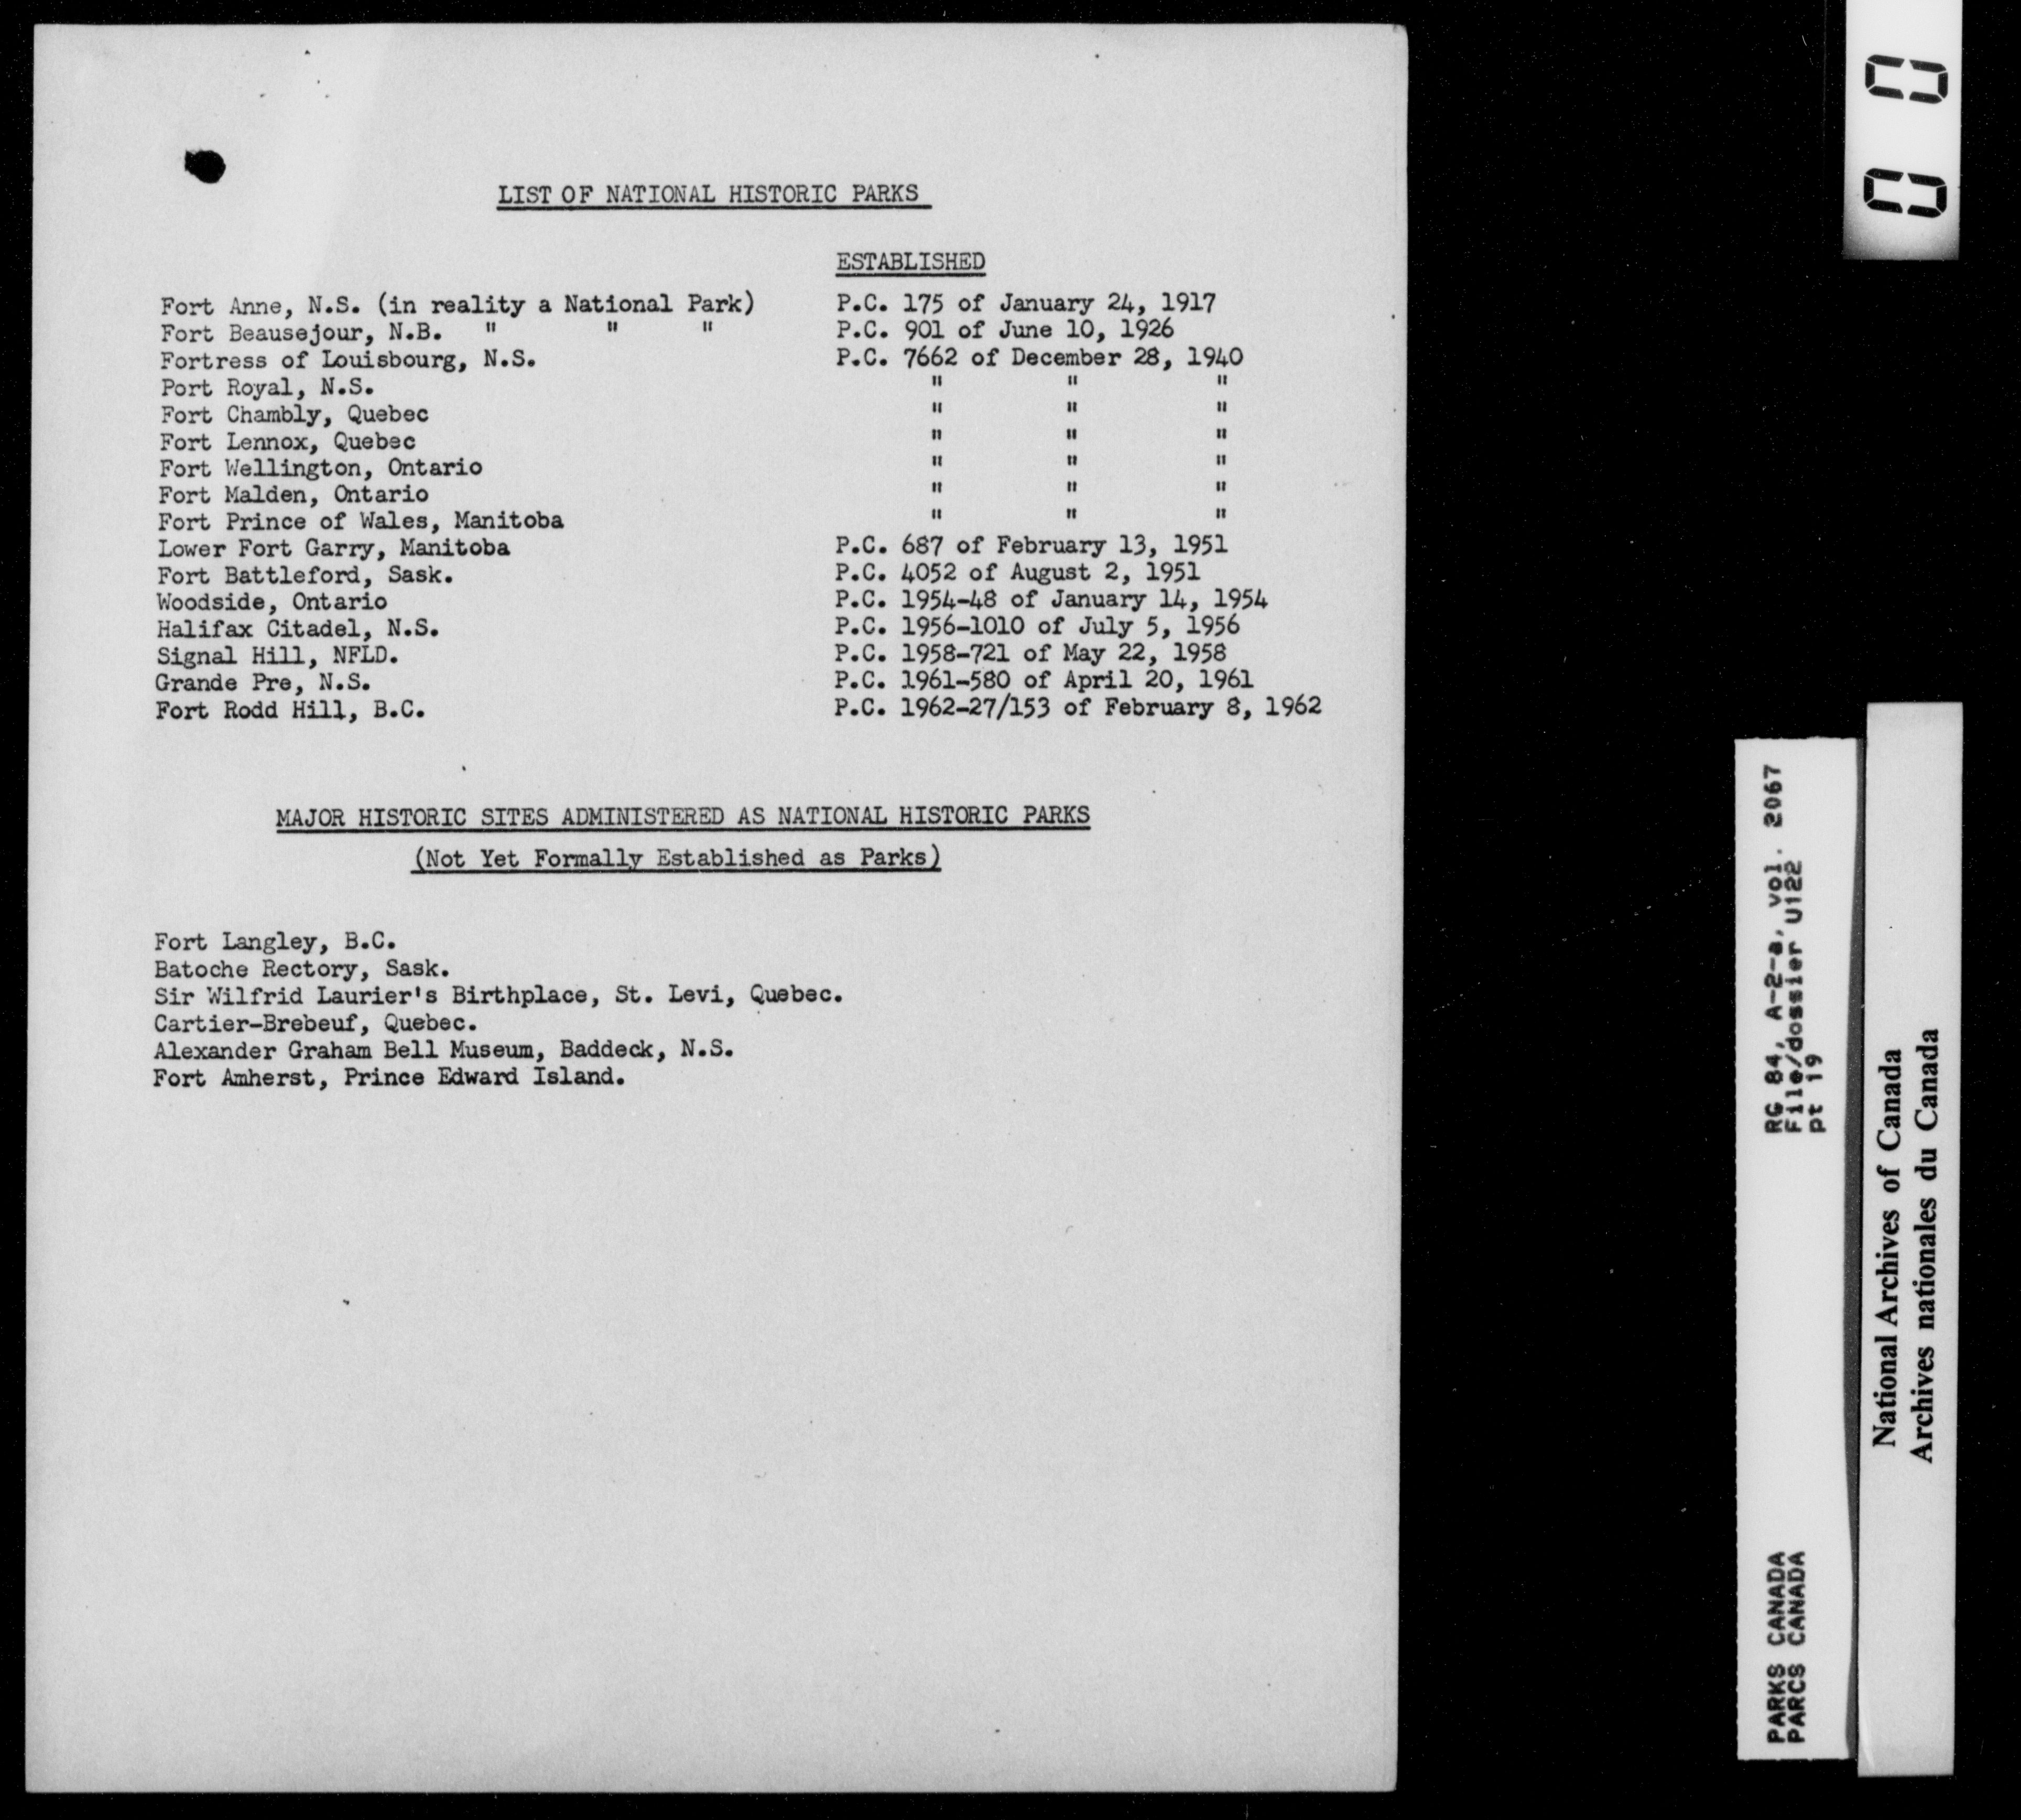 LIST OF NATIONAL HISTORIC PARKS
ESTABLISHED
Fort Anne, N.S. (in reality a National Park) P.C. 175 of January 24, 1917
Fort Beausejour, N.B. " " " P.C. 901 of June 10, 1926
Fortress of Louisbourg, N.S. P.C. 7662 of December 28, 1940
Port Royal, N.S. " " "
Fort Chambly, Quebec " " "
Fort Lennox, Quebec " " "
Fort Wellington, Ontario " " "
Fort Malden, Ontario " " "
Fort Prince of Wales, Manitoba " " "
Lower Fort Garry, Manitoba P.C. 687 of February 13, 1951
Fort Battleford, Sask. P.C. 4052 of August 2, 1951
Woodside, Ontario P.C. 1954-48 of January 14, 1954
Halifax Citadel, N.S. P.C. 1956-1010 of July 5, 1956
Signal Hill, NFLD. P.C. 1958-721 of May 22, 1958
Grande Pre, N.S. P.C. 1961-580 of April 20, 1961
Fort Rodd Hill, B.C. P.C. 1962-27/153 of February 8, 1962
MAJOR HISTORIC SITES ADMINISTERED AS NATIONAL HISTORIC PARKS
(Not Yet Formally Established as Parks)
Fort Langley, B.C.
Batoche Rectory, Sask.
Sir Wilfrid Laurier's Birthplace, St. Levi, Quebec.
Cartier-Brebeuf, Quebec.
Alexander Graham Bell Museum, Baddeck, N.S.
Fort Amherst, Prince Edward Island.
00
RG 84, A-2-a, vol. 2067
File/dossier U122
pt 19
PARKS CANADA
PARCS CANADA
National Archives of Canada
Archives nationales du Canada